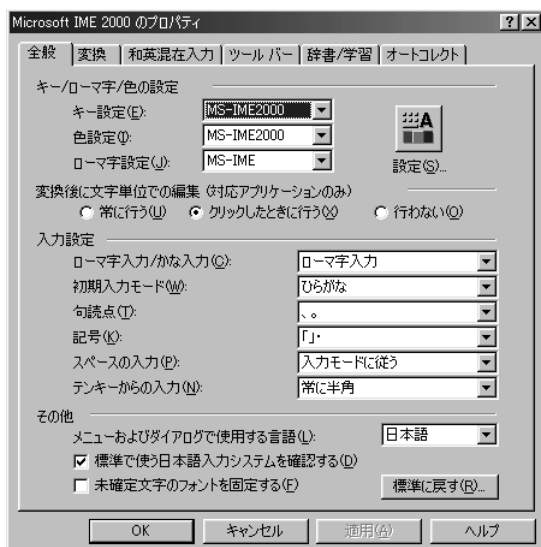 Microsoft IME 2000 のプロパティ
全般 変換 和英混在入力 ツール バー 辞書/学習 オートコレクト
キー/ローマ字/色の設定
キー設定(E): MS-IME2000
色設定(I): MS-IME2000
ローマ字設定(J): MS-IME
設定(S)...
変換後に文字単位での編集 (対応アプリケーションのみ)
常に行う(U) クリックしたときに行う(X) 行わない(O)
入力設定
ローマ字入力/かな入力(C): ローマ字入力
初期入力モード(W): ひらがな
句読点(T): 、。
記号(K): 「」・
スペースの入力(P): 入力モードに従う
テンキーからの入力(N): 常に半角
その他
メニューおよびダイアログで使用する言語(L): 日本語
標準で使う日本語入力システムを確認する(D)
未確定文字のフォントを固定する(F) 標準に戻す(R)...
OK キャンセル 適用(A) ヘルプ